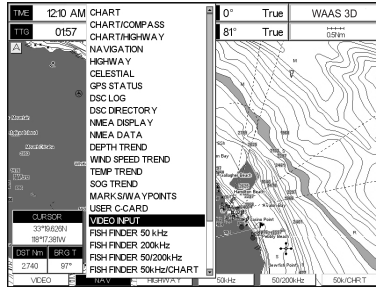 TIME 12:10 AM
TTG 01:57
CHART
CHART/COMPASS
CHART/HIGHWAY
NAVIGATION
HIGHWAY
CELESTIAL
GPS STATUS
DSC LOG
DSC DIRECTORY
NMEA DISPLAY
NMEA DATA
DEPTH TREND
WIND SPEED TREND
TEMP TREND
SOG TREND
MARKS/WAYPOINTS
USER C-CARD
VIDEO INPUT
FISH FINDER 50 kHz
FISH FINDER 200kHz
FISH FINDER 50/200kHz
FISH FINDER 50kHz/CHART
0° True WAAS 3D
81° True 0.5Nm
A
CURSOR
33°19.626N
118°17.381W
DST Nm BRG T
2.740 97°
VIDEO NAV HIGHWAY 50kHz 50/200kHz 50k/CHRT